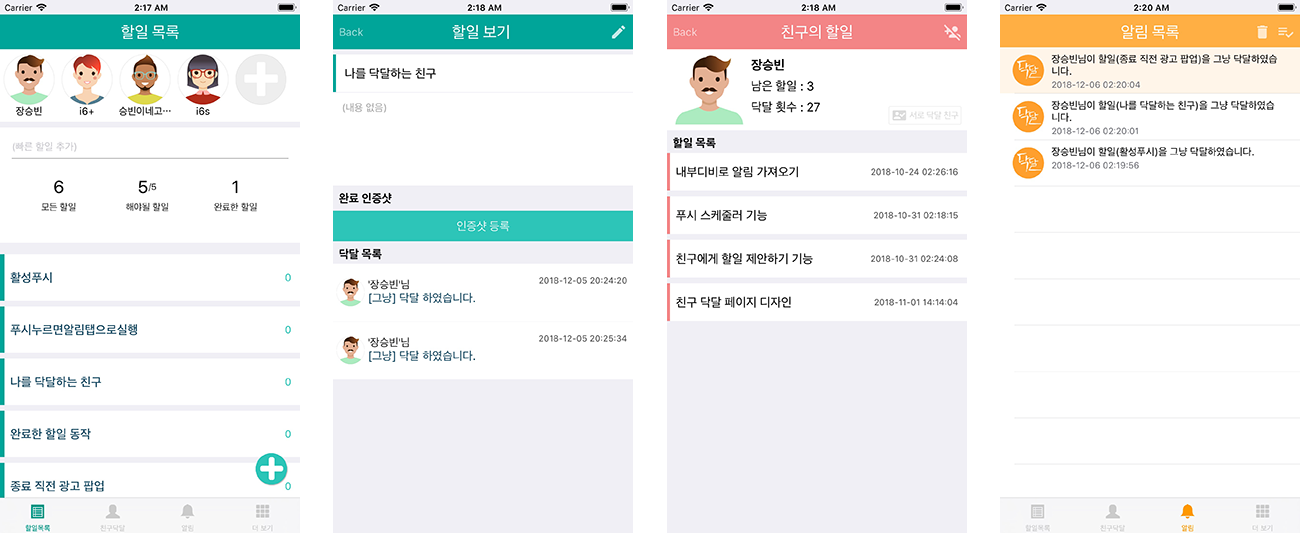 Carrier 2:17 AM
할일 목록
장승빈 i6+ 승빈이네고... i6s
(빠른 할일 추가)
6 5/5 1
모든 할일 해야될 할일 완료한 할일
활성푸시 0
푸시누르면알림탭으로실행 0
나를 닥달하는 친구 0
완료한 할일 동작 0
종료 직전 광고 팝업 0
할일목록 친구닥달 알림 더 보기
Carrier 2:18 AM
Back 할일 보기
나를 닥달하는 친구
(내용 없음)
완료 인증샷
인증샷 등록
닥달 목록
'장승빈'님 2018-12-05 20:24:20
[그냥] 닥달 하였습니다.
'장승빈'님 2018-12-05 20:25:34
[그냥] 닥달 하였습니다.
Carrier 2:18 AM
Back 친구의 할일
장승빈
남은 할일 : 3
닥달 횟수 : 27
서로 닥달 친구
할일 목록
내부디비로 알림 가져오기 2018-10-24 02:26:16
푸시 스케줄러 기능 2018-10-31 02:18:15
친구에게 할일 제안하기 기능 2018-10-31 02:24:08
친구 닥달 페이지 디자인 2018-11-01 14:14:04
Carrier 2:20 AM
알림 목록
닥달 장승빈님이 할일(종료 직전 광고 팝업)을 그냥 닥달하였습
니다.
2018-12-06 02:20:04
닥달 장승빈님이 할일(나를 닥달하는 친구)을 그냥 닥달하였습
니다.
2018-12-06 02:20:01
닥달 장승빈님이 할일(활성푸시)을 그냥 닥달하였습니다.
2018-12-06 02:19:56
할일목록 친구닥달 알림 더 보기